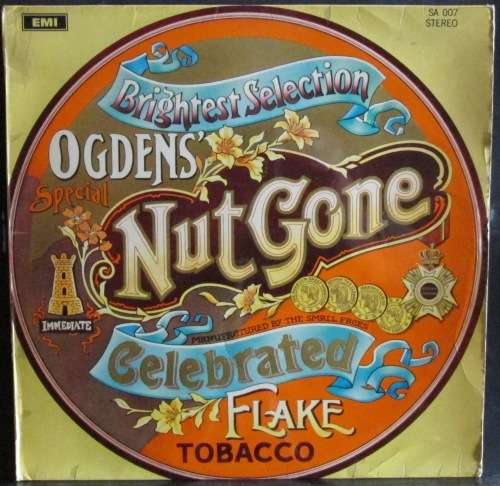 EMI
SA 007
STEREO
Brightest Selection
OGDENS'
Special
Nut Gone
IMMEDIATE
MANUFACTURED BY THE SMALL FACES
Celebrated
FLAKE
TOBACCO